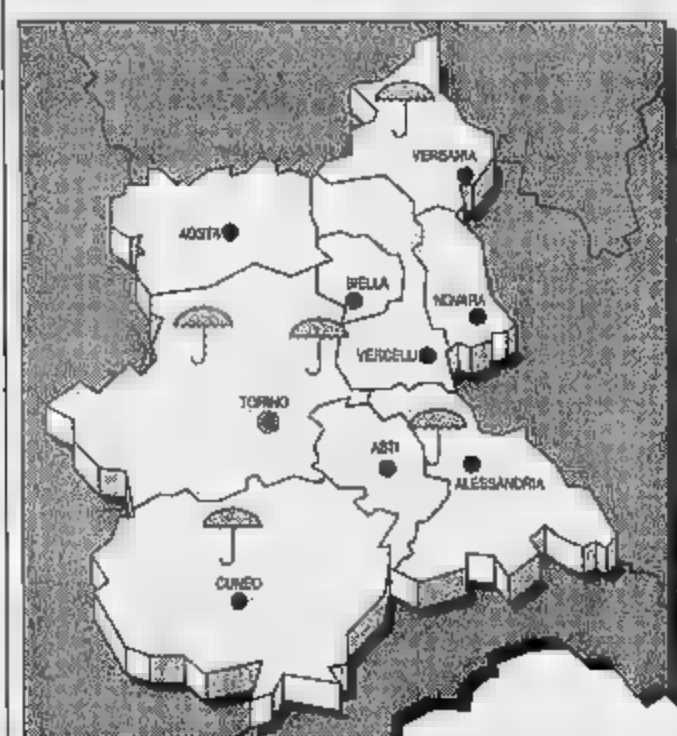 VERBANIA
AOSTA
BIELLA
NOVARA
VERCELLI
TORINO
ASTI
ALESSANDRIA
CUNEO